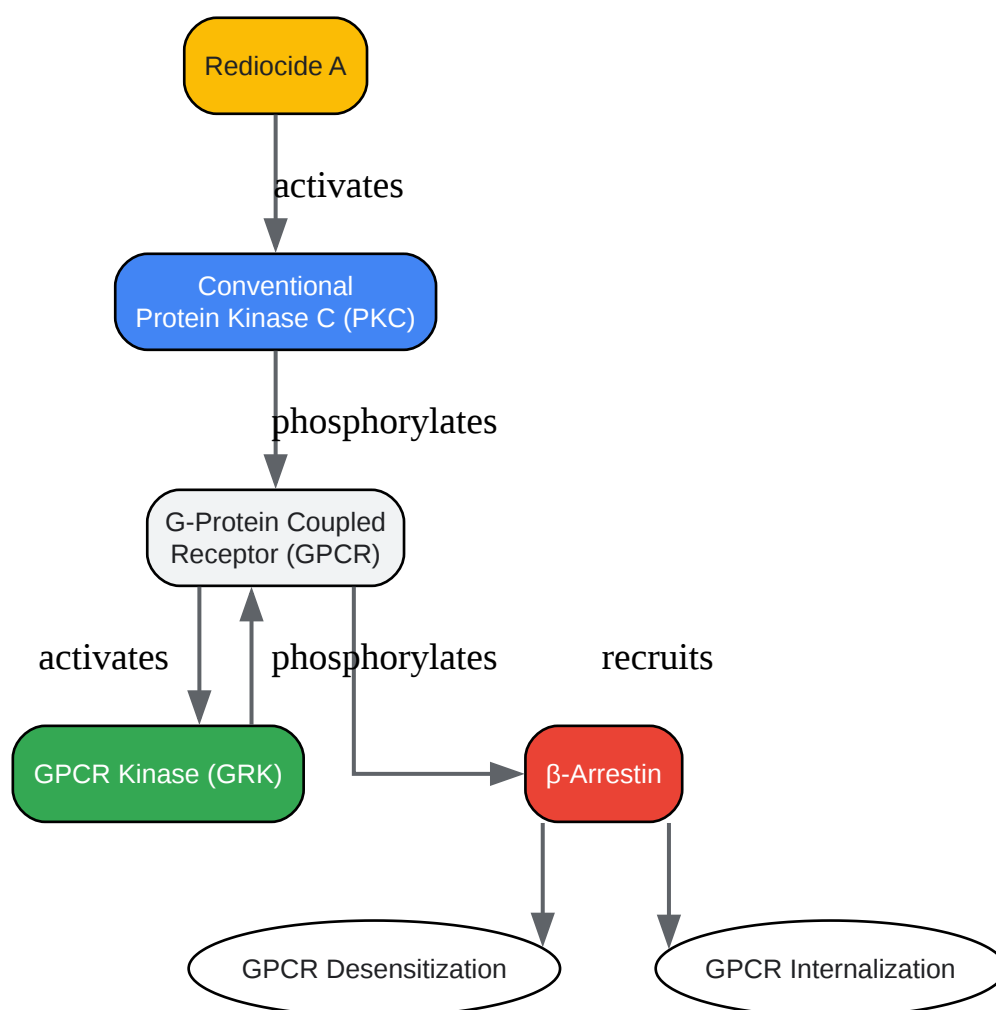 Rediocide A
activates
Conventional
Protein Kinase C (PKC)
phosphorylates
G-Protein Coupled
Receptor (GPCR)
activates
phosphorylates
recruits
GPCR Kinase (GRK)
β-Arrestin
GPCR Desensitization
GPCR Internalization